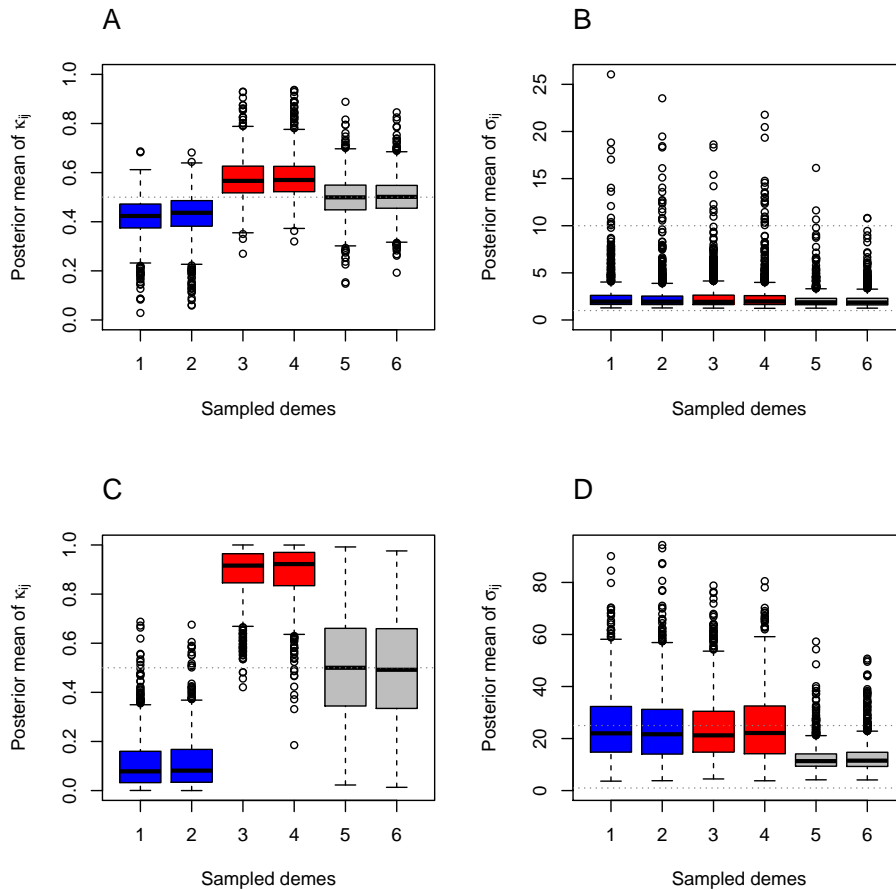 A
Posterior mean of κij
1.0
0.8
0.6
0.4
0.2
0.0
1 2 3 4 5 6
Sampled demes
B
Posterior mean of σij
25
20
15
10
5
0
1 2 3 4 5 6
Sampled demes
C
Posterior mean of κij
1.0
0.8
0.6
0.4
0.2
0.0
1 2 3 4 5 6
Sampled demes
D
Posterior mean of σij
80
60
40
20
0
1 2 3 4 5 6
Sampled demes